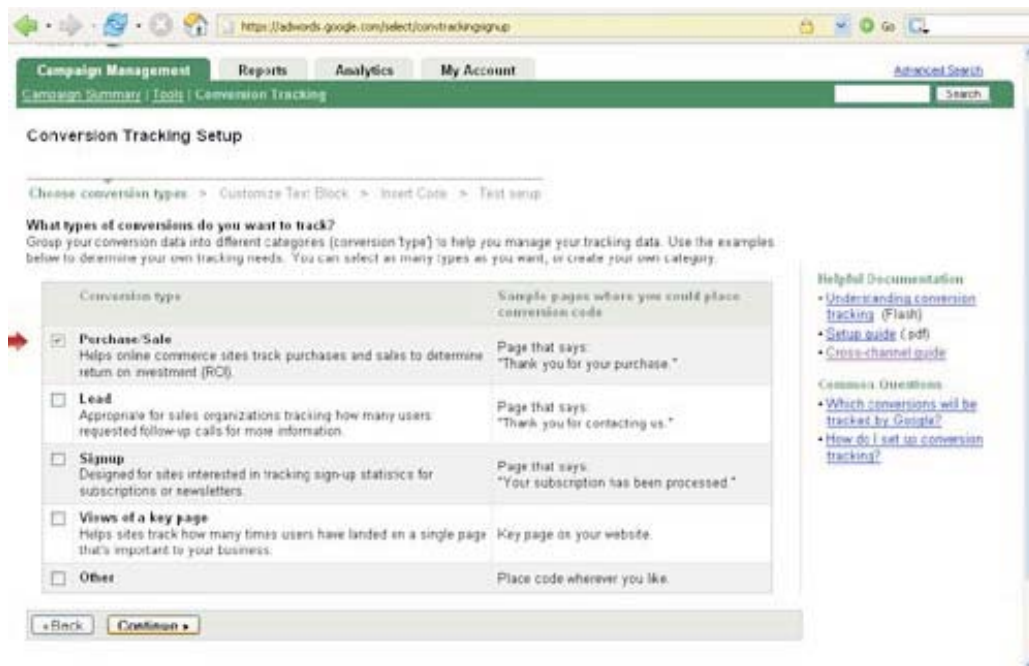 https://adwords.google.com/select/convtrackingsignup
Go
Campaign Management Reports Analytics My Account
Advanced Search
Campaign Summary | Tools | Conversion Tracking
Search
Conversion Tracking Setup
Choose conversion types > Customize Text Block > Insert Code > Test setup
What types of conversions do you want to track?
Group your conversion data into different categories (conversion 'type') to help you manage your tracking data. Use the examples
below to determine your own tracking needs. You can select as many types as you want, or create your own category.
Conversion type
Sample pages where you could place
conversion code
Purchase/Sale
Helps online commerce sites track purchases and sales to determine
return on investment (ROI).
Page that says:
"Thank you for your purchase."
Lead
Appropriate for sales organizations tracking how many users
requested follow-up calls for more information.
Page that says:
"Thank you for contacting us."
Signup
Designed for sites interested in tracking sign-up statistics for
subscriptions or newsletters.
Page that says:
"Your subscription has been processed."
Views of a key page
Helps sites track how many times users have landed on a single page
that's important to your business.
Key page on your website.
Other
Place code wherever you like.
« Back
Continue »
Helpful Documentation
• Understanding conversion
tracking (Flash)
• Setup guide (.pdf)
• Cross-channel guide
Common Questions
• Which conversions will be
tracked by Google?
• How do I set up conversion
tracking?